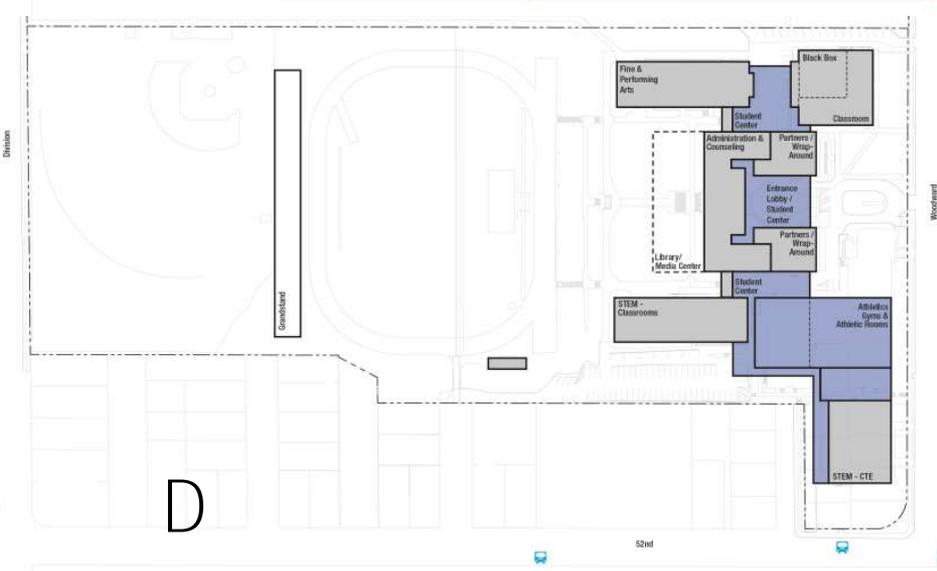 Black Box
Fine &
Performing
Arts
Student
Center
Classroom
Division
Administration &
Counseling
Partners /
Wrap-
Around
Woodward
Entrance
Lobby /
Student
Center
Partners /
Wrap-
Around
Library/
Media Center
Student
Center
Grandstand
STEM -
Classrooms
Athletics
Gyms &
Athletic Rooms
STEM - CTE
D
52nd